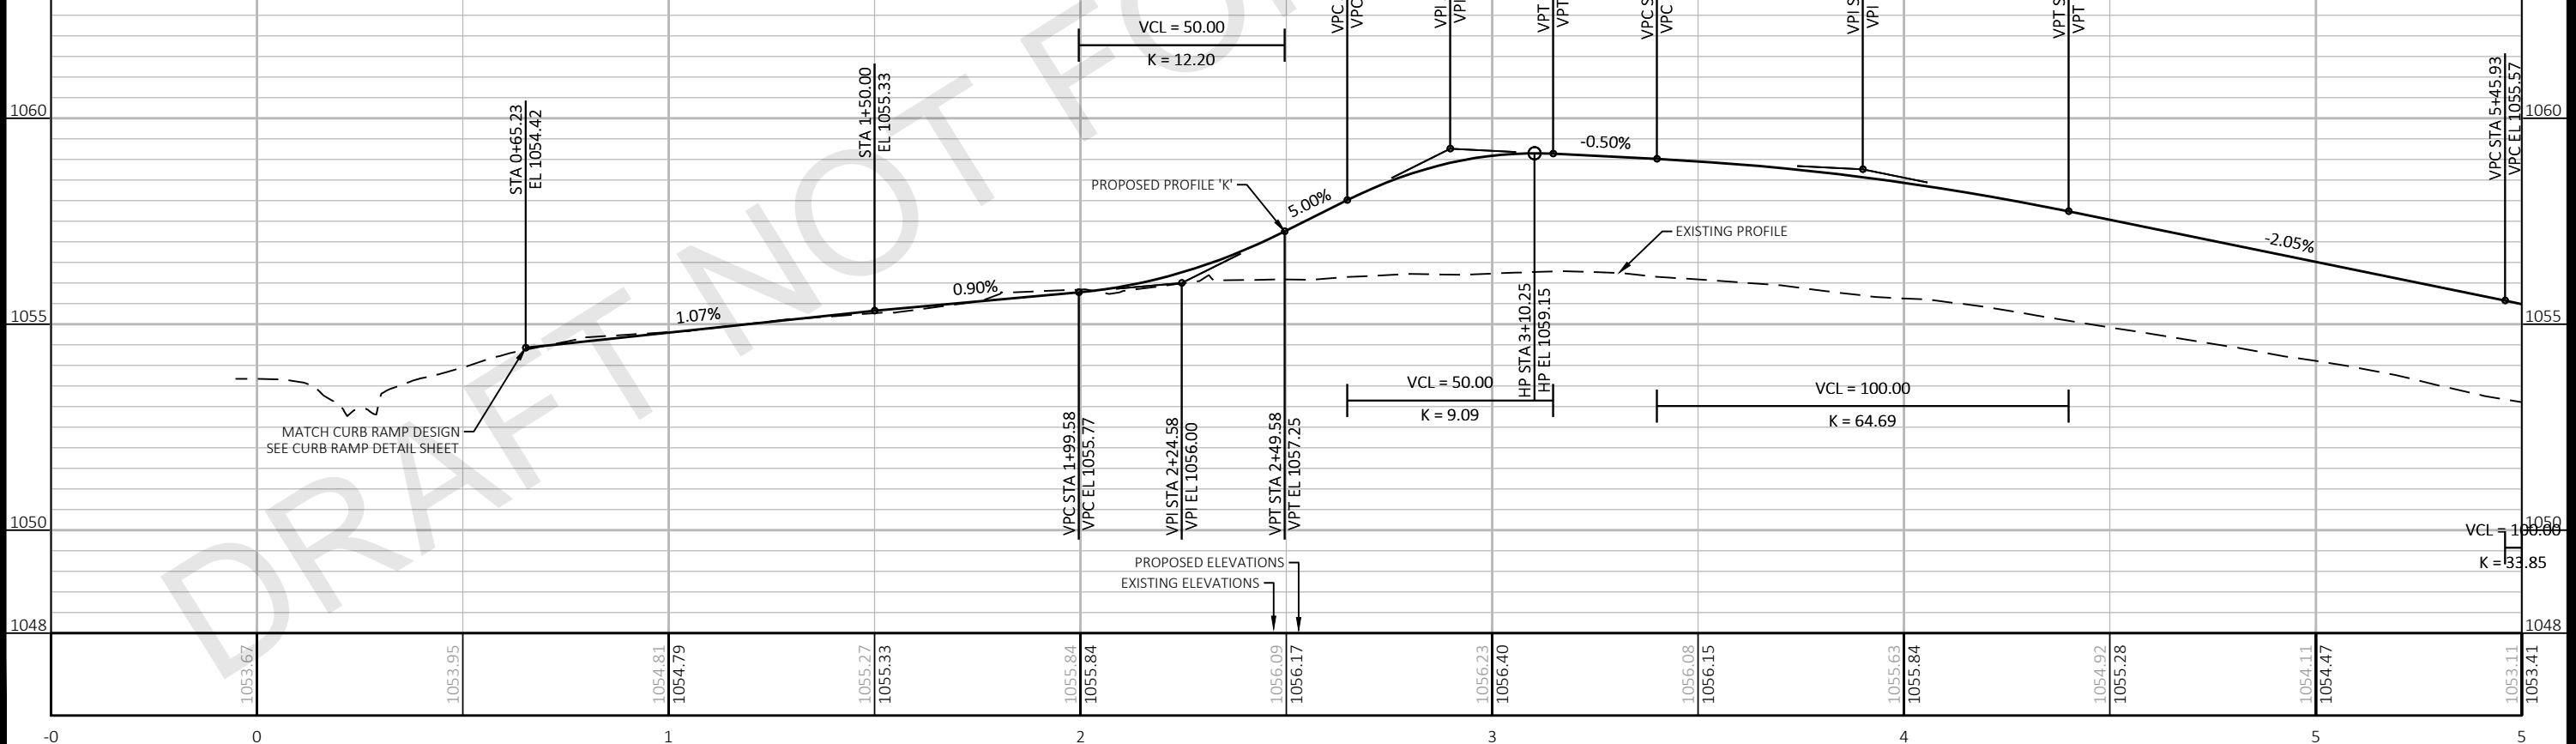 VPC
VPC
VPI
VPI
VPT
VPT
VPC S
VPC
VPI S
VPI
VPT S
VPT
VCL = 50.00
K = 12.20
VPC STA 5+45.93
VPC EL 1055.57
STA 1+50.00
EL 1055.33
STA 0+65.23
EL 1054.42
1060
1060
-0.50%
PROPOSED PROFILE 'K'
5.00%
EXISTING PROFILE
-2.05%
0.90%
1.07%
1055
1055
HP STA 3+10.25
HP EL 1059.15
VCL = 50.00
K = 9.09
VCL = 100.00
K = 64.69
MATCH CURB RAMP DESIGN
SEE CURB RAMP DETAIL SHEET
VPC STA 1+99.58
VPC EL 1055.77
VPI STA 2+24.58
VPI EL 1056.00
VPT STA 2+49.58
VPT EL 1057.25
1050
1050
VCL = 100.00
K = 33.85
PROPOSED ELEVATIONS
EXISTING ELEVATIONS
1048
1048
1053.67
1053.95
1054.81
1054.79
1055.27
1055.33
1055.84
1055.84
1056.09
1056.17
1056.23
1056.40
1056.08
1056.15
1055.63
1055.84
1054.92
1055.28
1054.11
1054.47
1053.11
1053.41
-0
0
1
2
3
4
5
5
DRAFT NOT FO